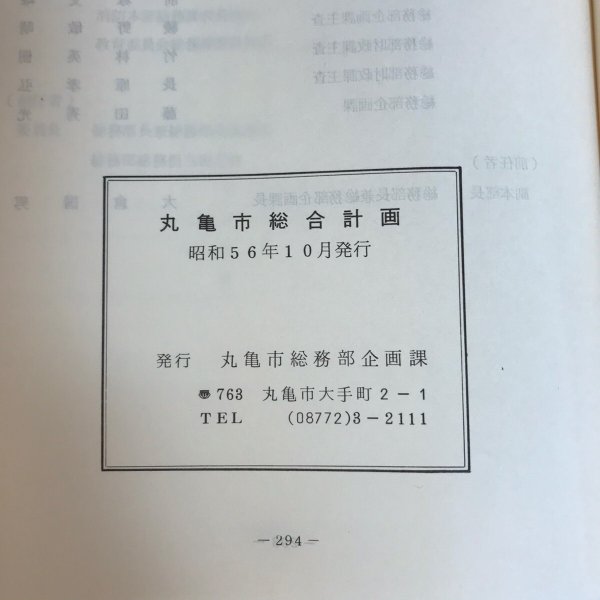 丸亀市総合計画
昭和56年10月発行
発行 丸亀市総務部企画課
〠763 丸亀市大手町2－1
TEL (08772)3－2111
－294－